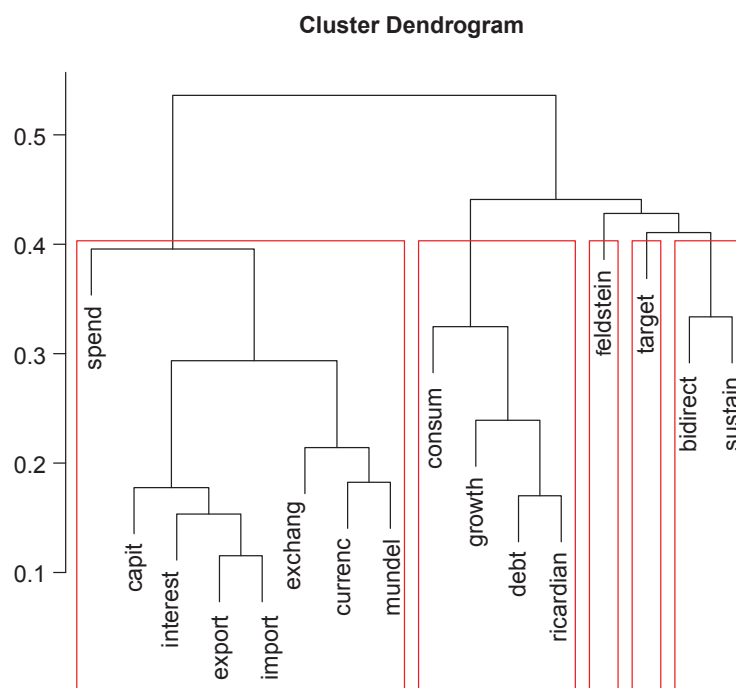 Cluster Dendrogram
0.5
0.4
0.3
0.2
0.1
spend
capit
interest
export
import
exchang
currenc
mundel
consum
growth
debt
ricardian
feldstein
target
bidirect
sustain